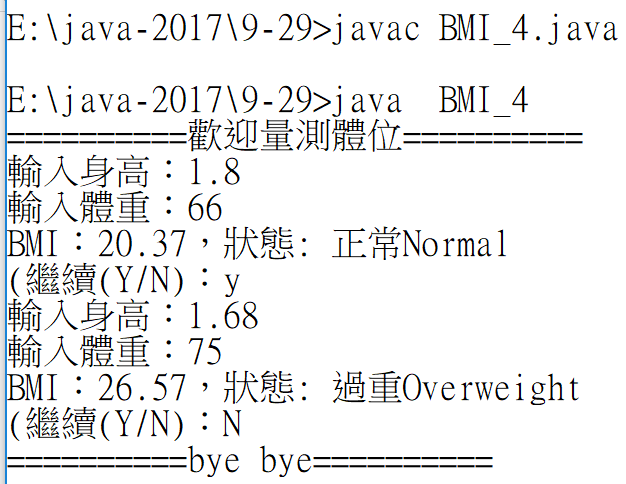 E:\java-2017\9-29>javac BMI_4.java
E:\java-2017\9-29>java  BMI_4
==========歡迎量測體位==========
輸入身高：1.8
輸入體重：66
BMI：20.37，狀態: 正常Normal
(繼續(Y/N)：y
輸入身高：1.68
輸入體重：75
BMI：26.57，狀態: 過重Overweight
(繼續(Y/N)：N
==========bye bye==========